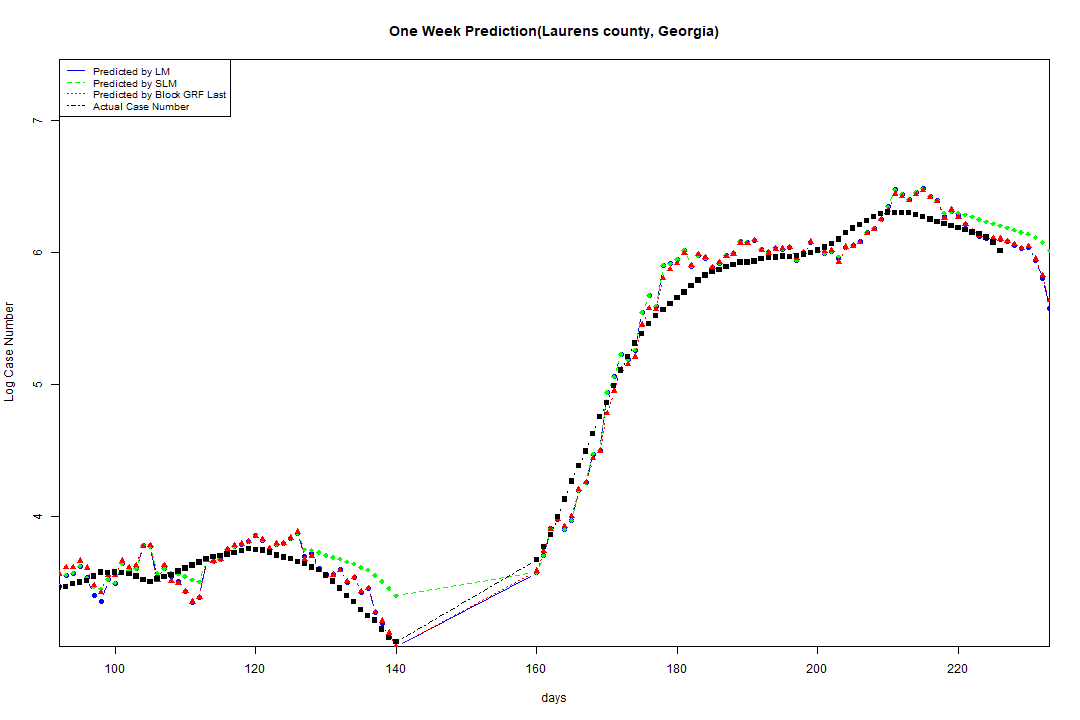 One Week Prediction(Laurens county, Georgia)
Predicted by LM
Predicted by SLM
Predicted by Block GRF Last
Actual Case Number
7
6
5
4
Log Case Number
100 120 140 160 180 200 220
days